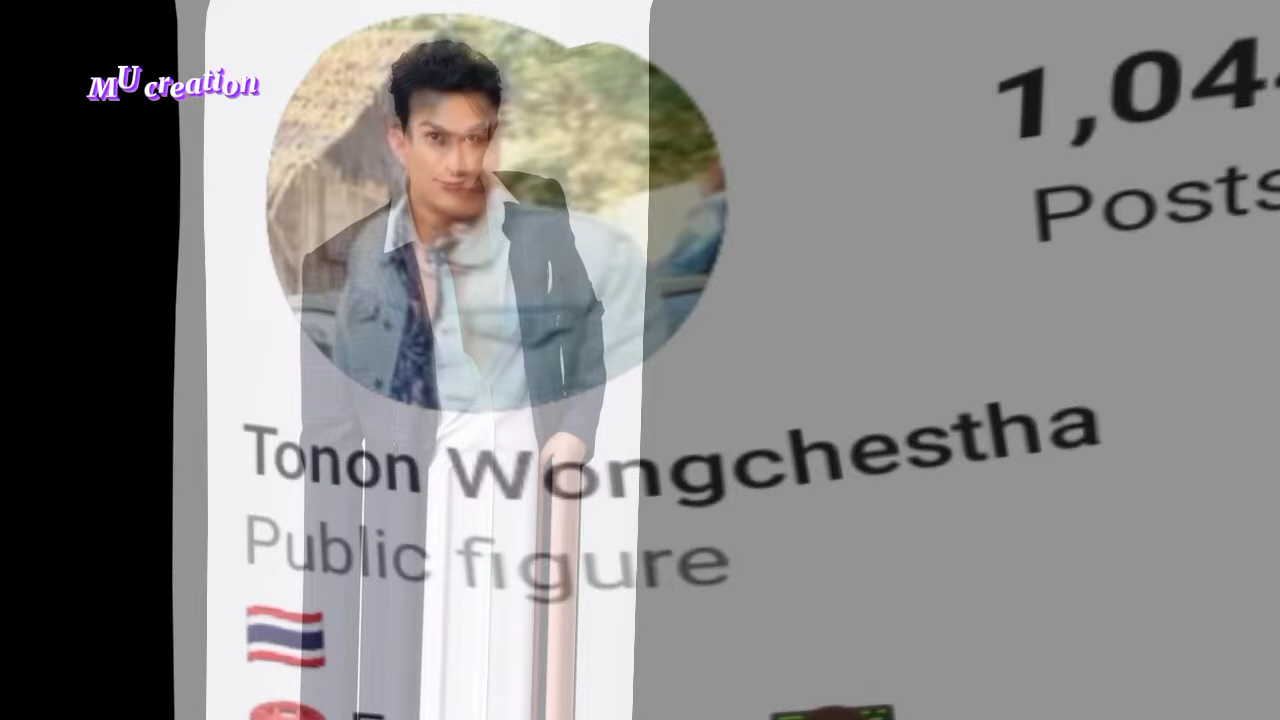 MU creation
1,04
Posts
Tonon Wongchestha
Public figure